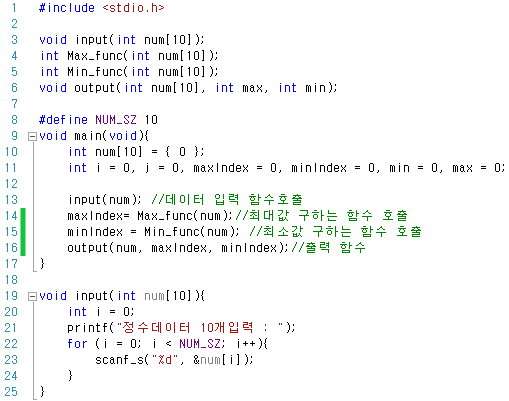 1 #include <stdio.h>
2
3 void input(int num[10]);
4 int Max_func(int num[10]);
5 int Min_func(int num[10]);
6 void output(int num[10], int max, int min);
7
8 #define NUM_SZ 10
9 void main(void){
10 int num[10] = { 0 };
11 int i = 0, j = 0, maxIndex = 0, minIndex = 0, min = 0, max = 0;
12
13 input(num); //데이터 입력 함수호출
14 maxIndex= Max_func(num);//최대값 구하는 함수 호출
15 minIndex = Min_func(num); //최소값 구하는 함수 호출
16 output(num, maxIndex, minIndex);//출력 함수
17 }
18
19 void input(int num[10]){
20 int i = 0;
21 printf("정수데이터 10개입력 : ");
22 for (i = 0; i < NUM_SZ; i++){
23 scanf_s("%d", &num[i]);
24 }
25 }